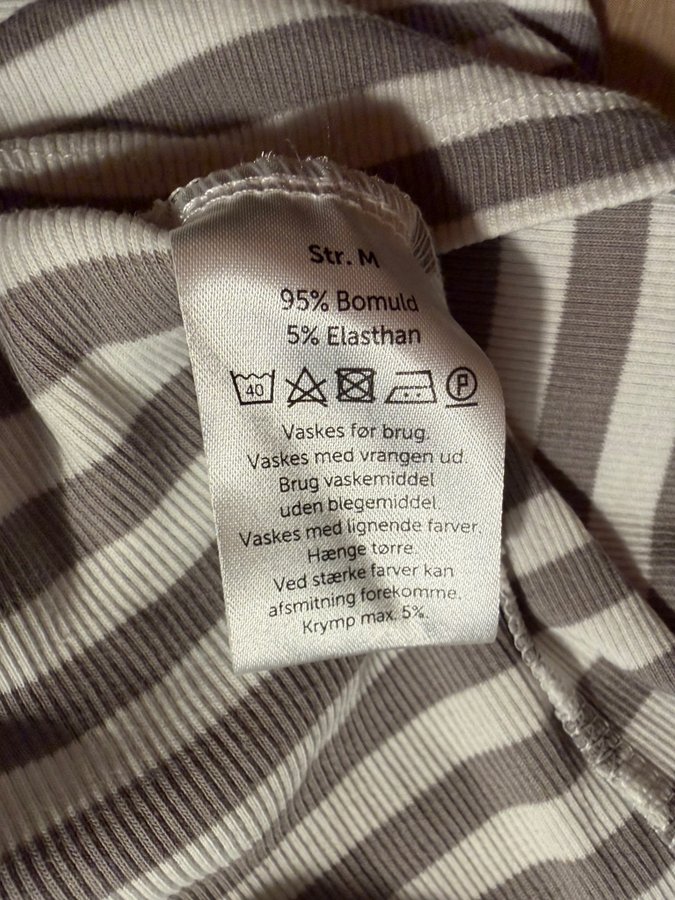 Str. M
95% Bomuld
5% Elasthan
40 P
Vaskes før brug.
Vaskes med vrangen ud
Brug vaskemiddel
uden blegemiddel.
Vaskes med lignende farver.
Hænge tørre.
Ved stærke farver kan
afsmitning forekomme.
Krymp max. 5%.